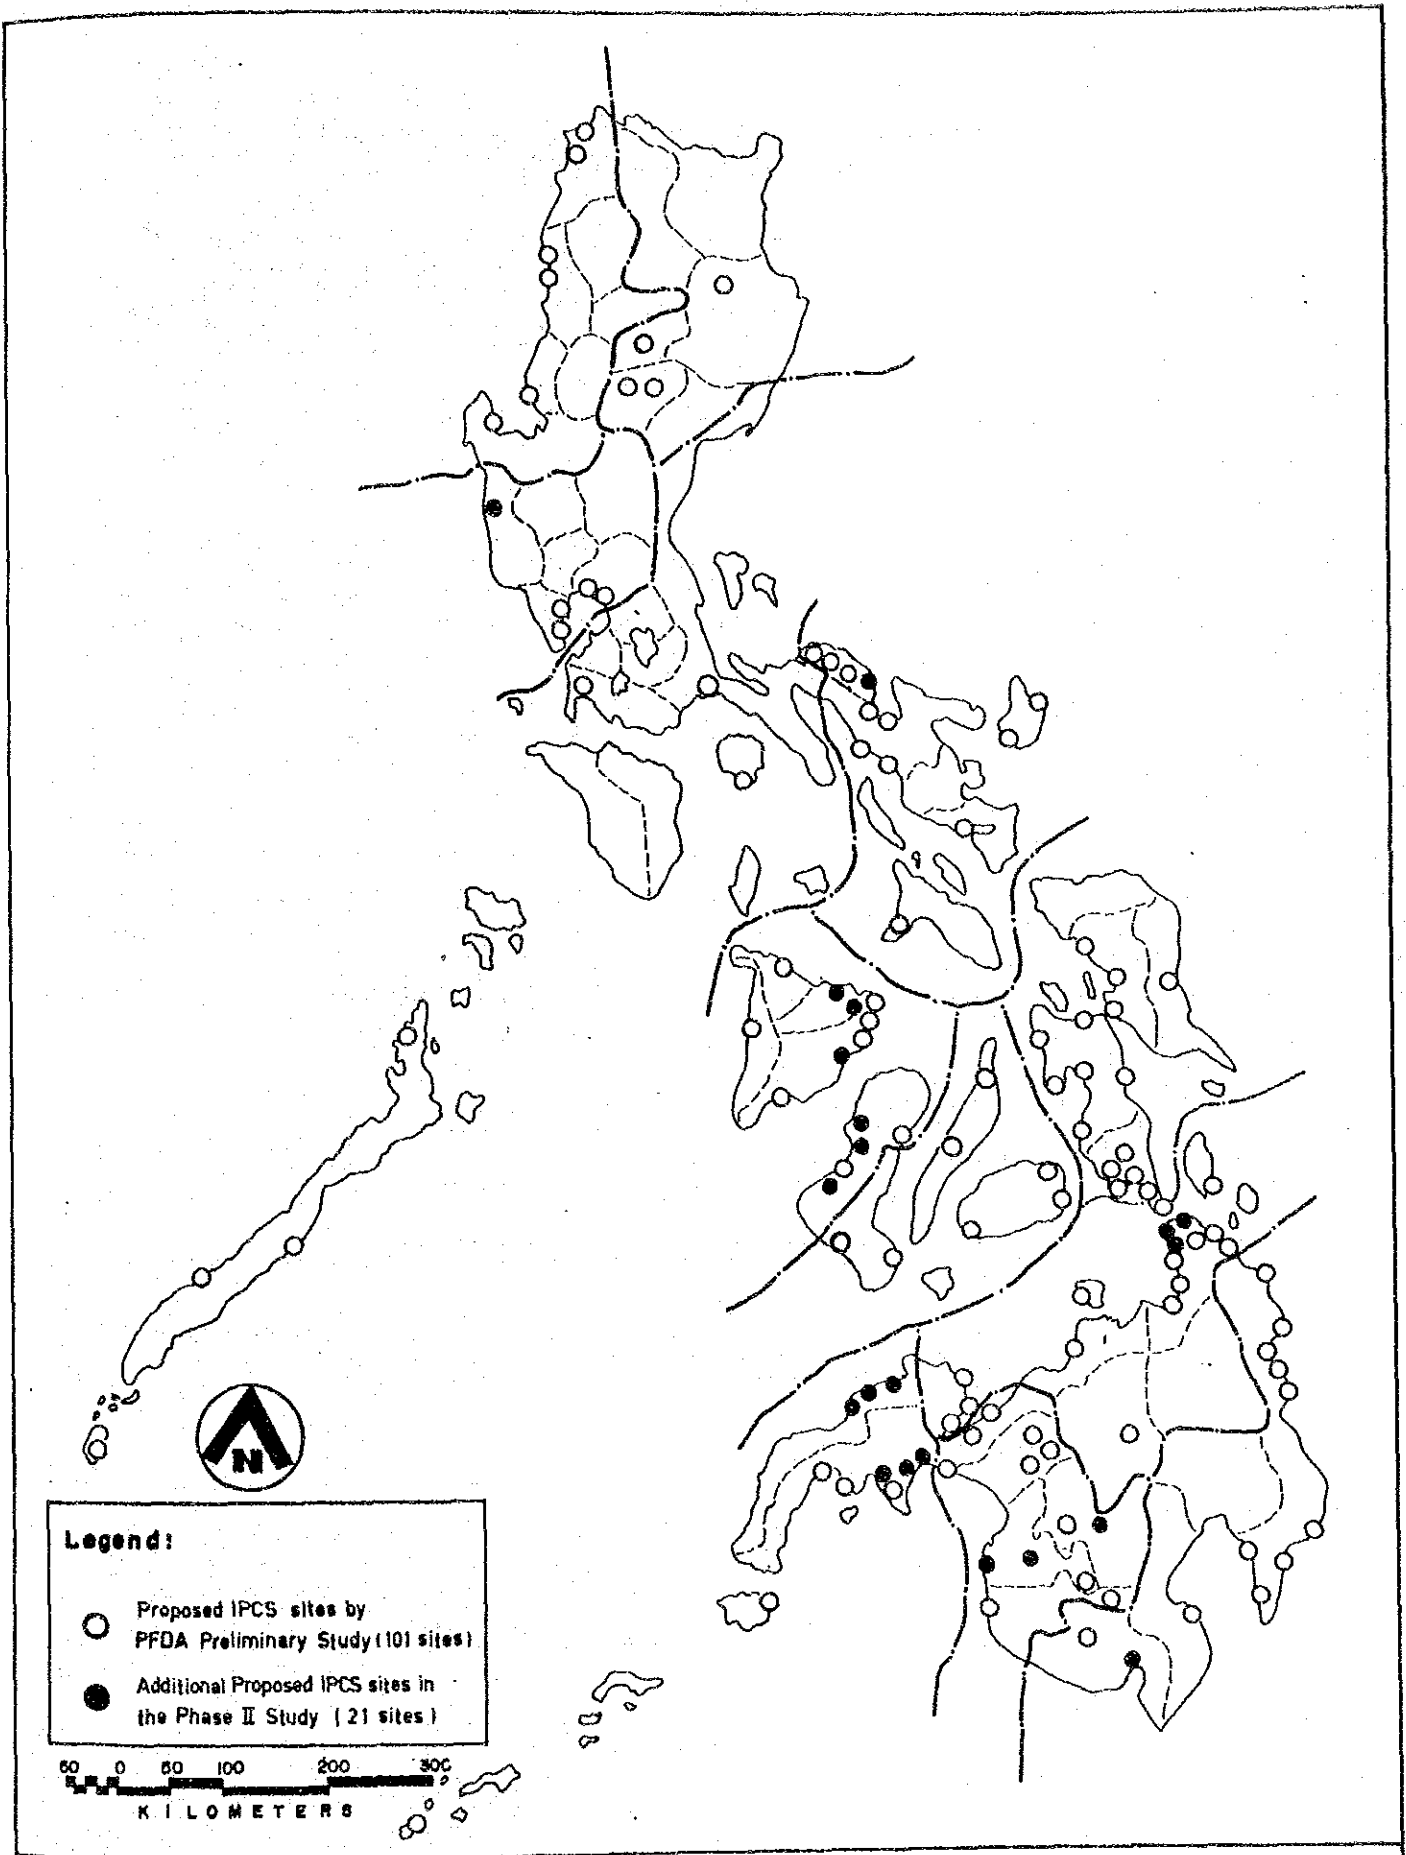 N
Legend:
Proposed IPCS sites by
PFDA Preliminary Study (101 sites)
Additional Proposed IPCS sites in
the Phase II Study (21 sites)
50 0 50 100 200 300
KILOMETERS